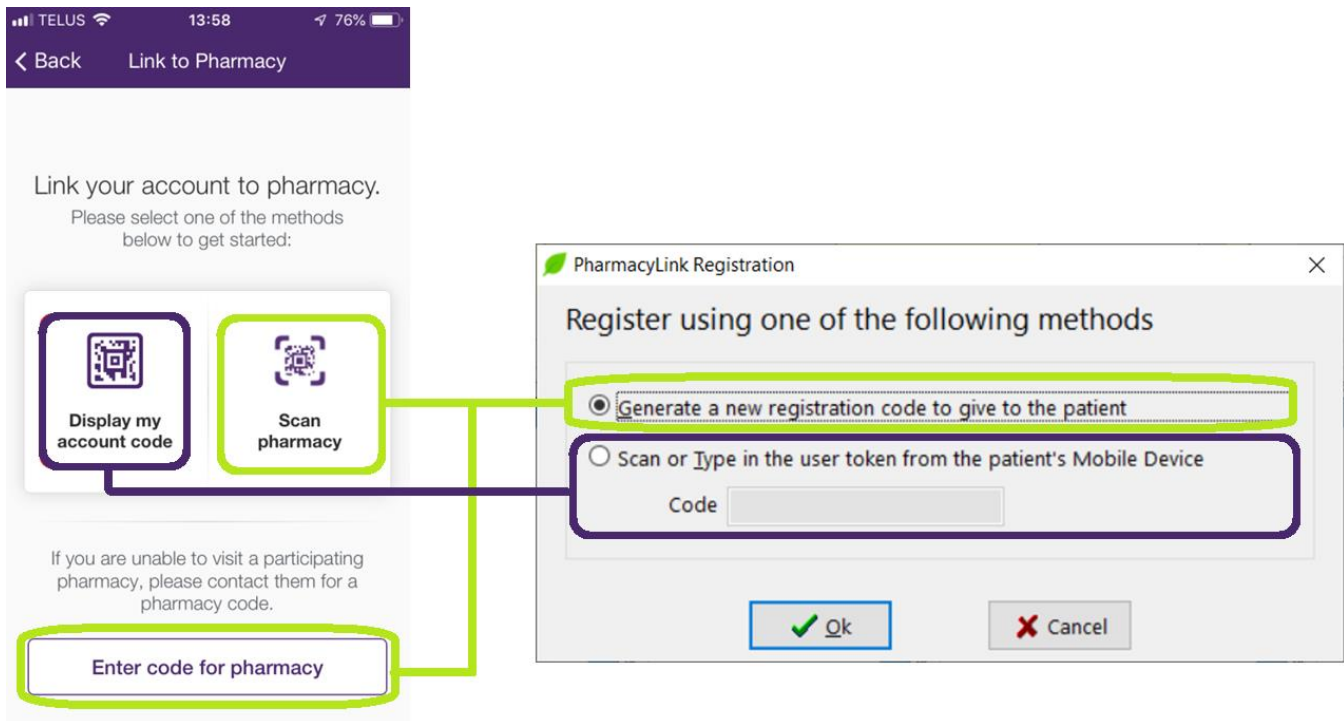 TELUS 13:58 76%
Back Link to Pharmacy
Link your account to pharmacy.
Please select one of the methods
below to get started:
Display my
account code
Scan
pharmacy
If you are unable to visit a participating
pharmacy, please contact them for a
pharmacy code.
Enter code for pharmacy
PharmacyLink Registration
Register using one of the following methods
Generate a new registration code to give to the patient
Scan or Type in the user token from the patient's Mobile Device
Code
Ok Cancel